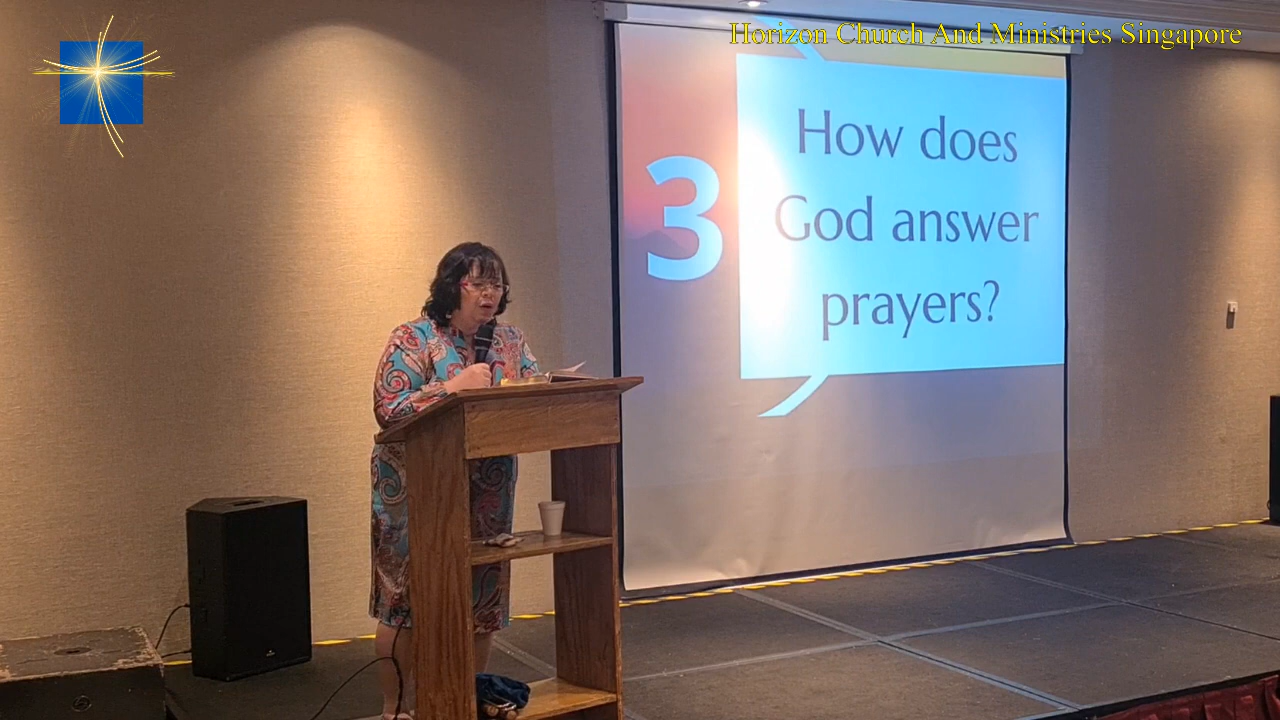 Horizon Church And Ministries Singapore
3
How does
God answer
prayers?